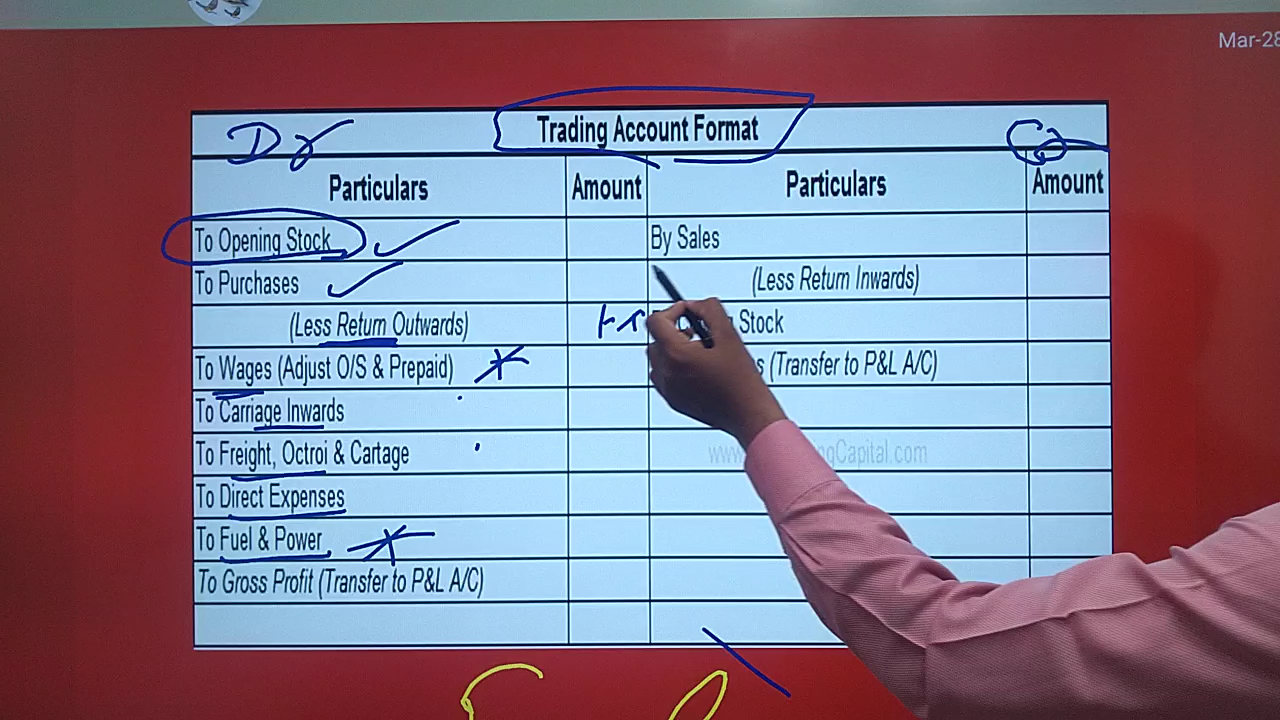 Mar-28
Dr Trading Account Format Cr
Particulars Amount Particulars Amount
To Opening Stock By Sales
To Purchases (Less Return Inwards)
(Less Return Outwards) Stock
To Wages (Adjust O/S & Prepaid) (Transfer to P&L A/C)
To Carriage Inwards
To Freight, Octroi & Cartage
To Direct Expenses
To Fuel & Power
To Gross Profit (Transfer to P&L A/C)